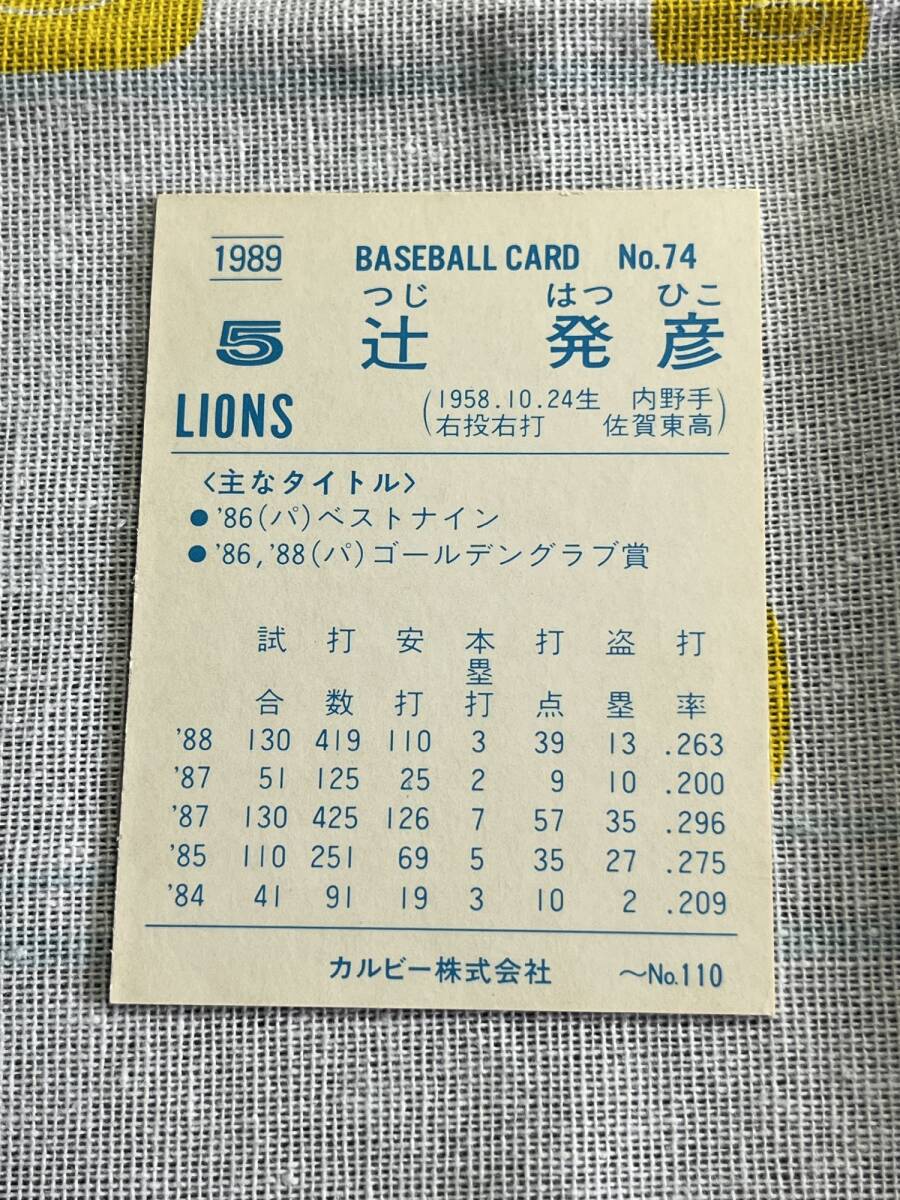 1989 BASEBALL CARD No.74
つじ はつ ひこ
5 辻 発 彦
LIONS (1958.10.24生 内野手
右投右打 佐賀東高)
〈主なタイトル〉
●'86(パ)ベストナイン
●'86,'88(パ)ゴールデングラブ賞
試合 打数 安打 本塁打 打点 盗塁 打率
'88 130 419 110 3 39 13 .263
'87 51 125 25 2 9 10 .200
'87 130 425 126 7 57 35 .296
'85 110 251 69 5 35 27 .275
'84 41 91 19 3 10 2 .209
カルビー株式会社 〜No.110